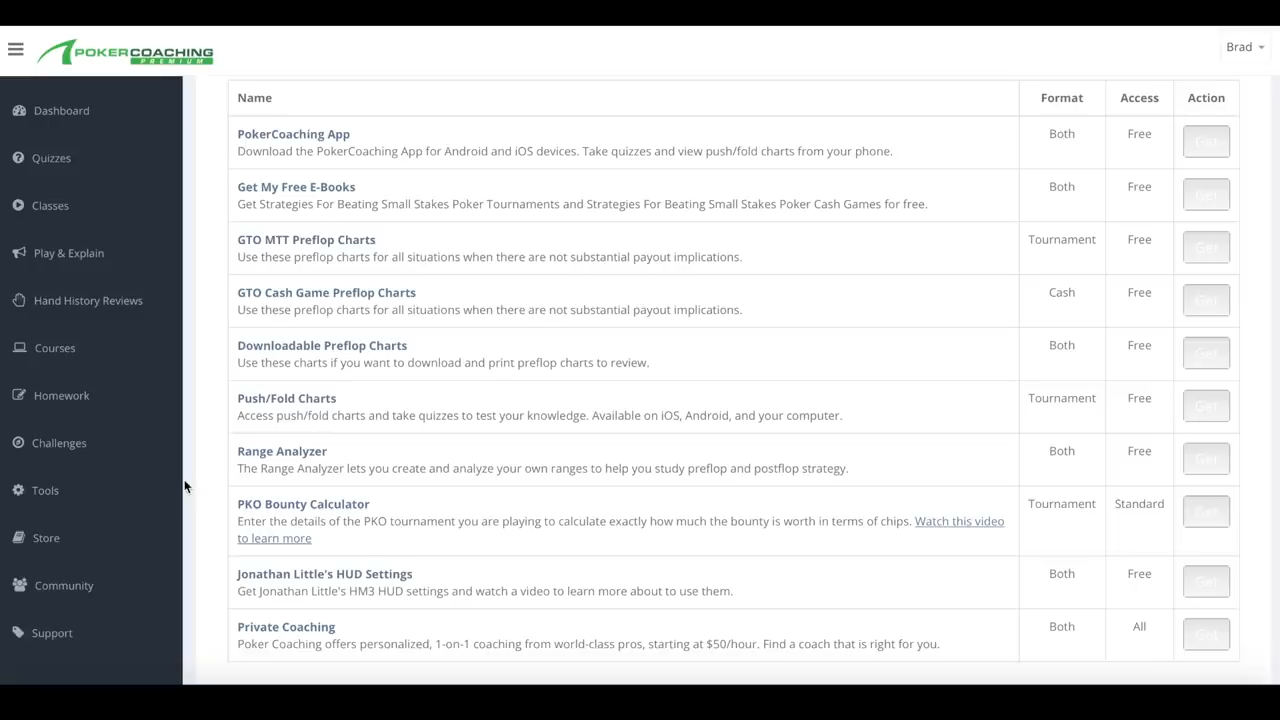 POKERCOACHING
PREMIUM
Brad
Dashboard
Quizzes
Classes
Play & Explain
Hand History Reviews
Courses
Homework
Challenges
Tools
Store
Community
Support
Name Format Access Action
PokerCoaching App Both Free Get
Download the PokerCoaching App for Android and iOS devices. Take quizzes and view push/fold charts from your phone.
Get My Free E-Books Both Free Get
Get Strategies For Beating Small Stakes Poker Tournaments and Strategies For Beating Small Stakes Poker Cash Games for free.
GTO MTT Preflop Charts Tournament Free Get
Use these preflop charts for all situations when there are not substantial payout implications.
GTO Cash Game Preflop Charts Cash Free Get
Use these preflop charts for all situations when there are not substantial payout implications.
Downloadable Preflop Charts Both Free Get
Use these charts if you want to download and print preflop charts to review.
Push/Fold Charts Tournament Free Get
Access push/fold charts and take quizzes to test your knowledge. Available on iOS, Android, and your computer.
Range Analyzer Both Free Get
The Range Analyzer lets you create and analyze your own ranges to help you study preflop and postflop strategy.
PKO Bounty Calculator Tournament Standard Get
Enter the details of the PKO tournament you are playing to calculate exactly how much the bounty is worth in terms of chips. Watch this video
to learn more
Jonathan Little's HUD Settings Both Free Get
Get Jonathan Little's HM3 HUD settings and watch a video to learn more about to use them.
Private Coaching Both All Get
Poker Coaching offers personalized, 1-on-1 coaching from world-class pros, starting at $50/hour. Find a coach that is right for you.